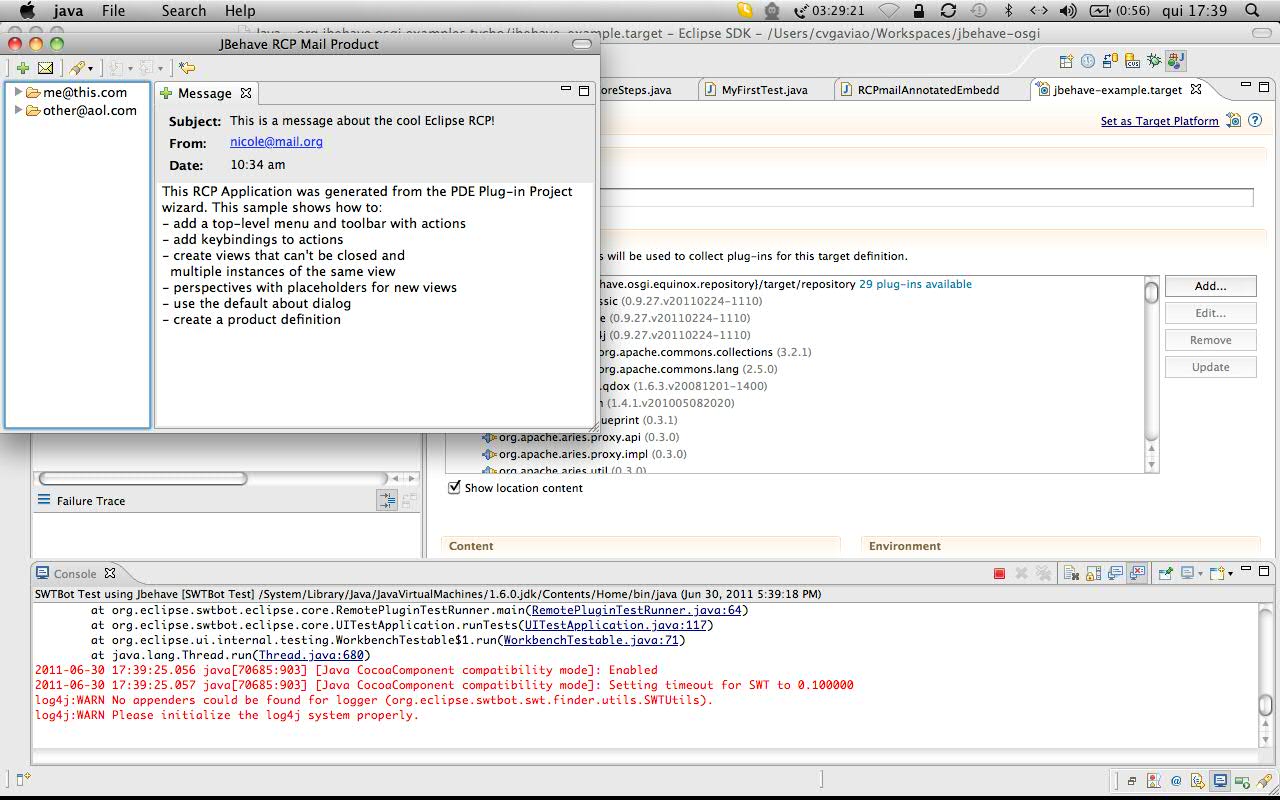 java File Search Help 03:29:21 (0:56) qui 17:39
jbehave-example.target - Eclipse SDK - /Users/cvgaviao/Workspaces/jbehave-osgi
JBehave RCP Mail Product
me@this.com
other@aol.com
Message
Subject: This is a message about the cool Eclipse RCP!
From: nicole@mail.org
Date: 10:34 am
This RCP Application was generated from the PDE Plug-in Project
wizard. This sample shows how to:
- add a top-level menu and toolbar with actions
- add keybindings to actions
- create views that can't be closed and
multiple instances of the same view
- perspectives with placeholders for new views
- use the default about dialog
- create a product definition
oreSteps.java MyFirstTest.java RCPmailAnnotatedEmbedd jbehave-example.target
Set as Target Platform
s will be used to collect plug-ins for this target definition.
have.osgi.equinox.repository}/target/repository 29 plug-ins available
ssic (0.9.27.v20110224-1110)
e (0.9.27.v20110224-1110)
4j (0.9.27.v20110224-1110)
org.apache.commons.collections (3.2.1)
org.apache.commons.lang (2.5.0)
.qdox (1.6.3.v20081201-1400)
(1.4.1.v201005082020)
ueprint (0.3.1)
org.apache.aries.proxy.api (0.3.0)
org.apache.aries.proxy.impl (0.3.0)
org.apache.aries.util (0.3.0)
Add...
Edit...
Remove
Update
Show location content
Content
Environment
Failure Trace
Console
SWTBot Test using Jbehave [SWTBot Test] /System/Library/Java/JavaVirtualMachines/1.6.0.jdk/Contents/Home/bin/java (Jun 30, 2011 5:39:18 PM)
at org.eclipse.swtbot.eclipse.core.RemotePluginTestRunner.main(RemotePluginTestRunner.java:64)
at org.eclipse.swtbot.eclipse.core.UITestApplication.runTests(UITestApplication.java:117)
at org.eclipse.ui.internal.testing.WorkbenchTestable$1.run(WorkbenchTestable.java:71)
at java.lang.Thread.run(Thread.java:680)
2011-06-30 17:39:25.056 java[70685:903] [Java CocoaComponent compatibility mode]: Enabled
2011-06-30 17:39:25.057 java[70685:903] [Java CocoaComponent compatibility mode]: Setting timeout for SWT to 0.100000
log4j:WARN No appenders could be found for logger (org.eclipse.swtbot.swt.finder.utils.SWTUtils).
log4j:WARN Please initialize the log4j system properly.